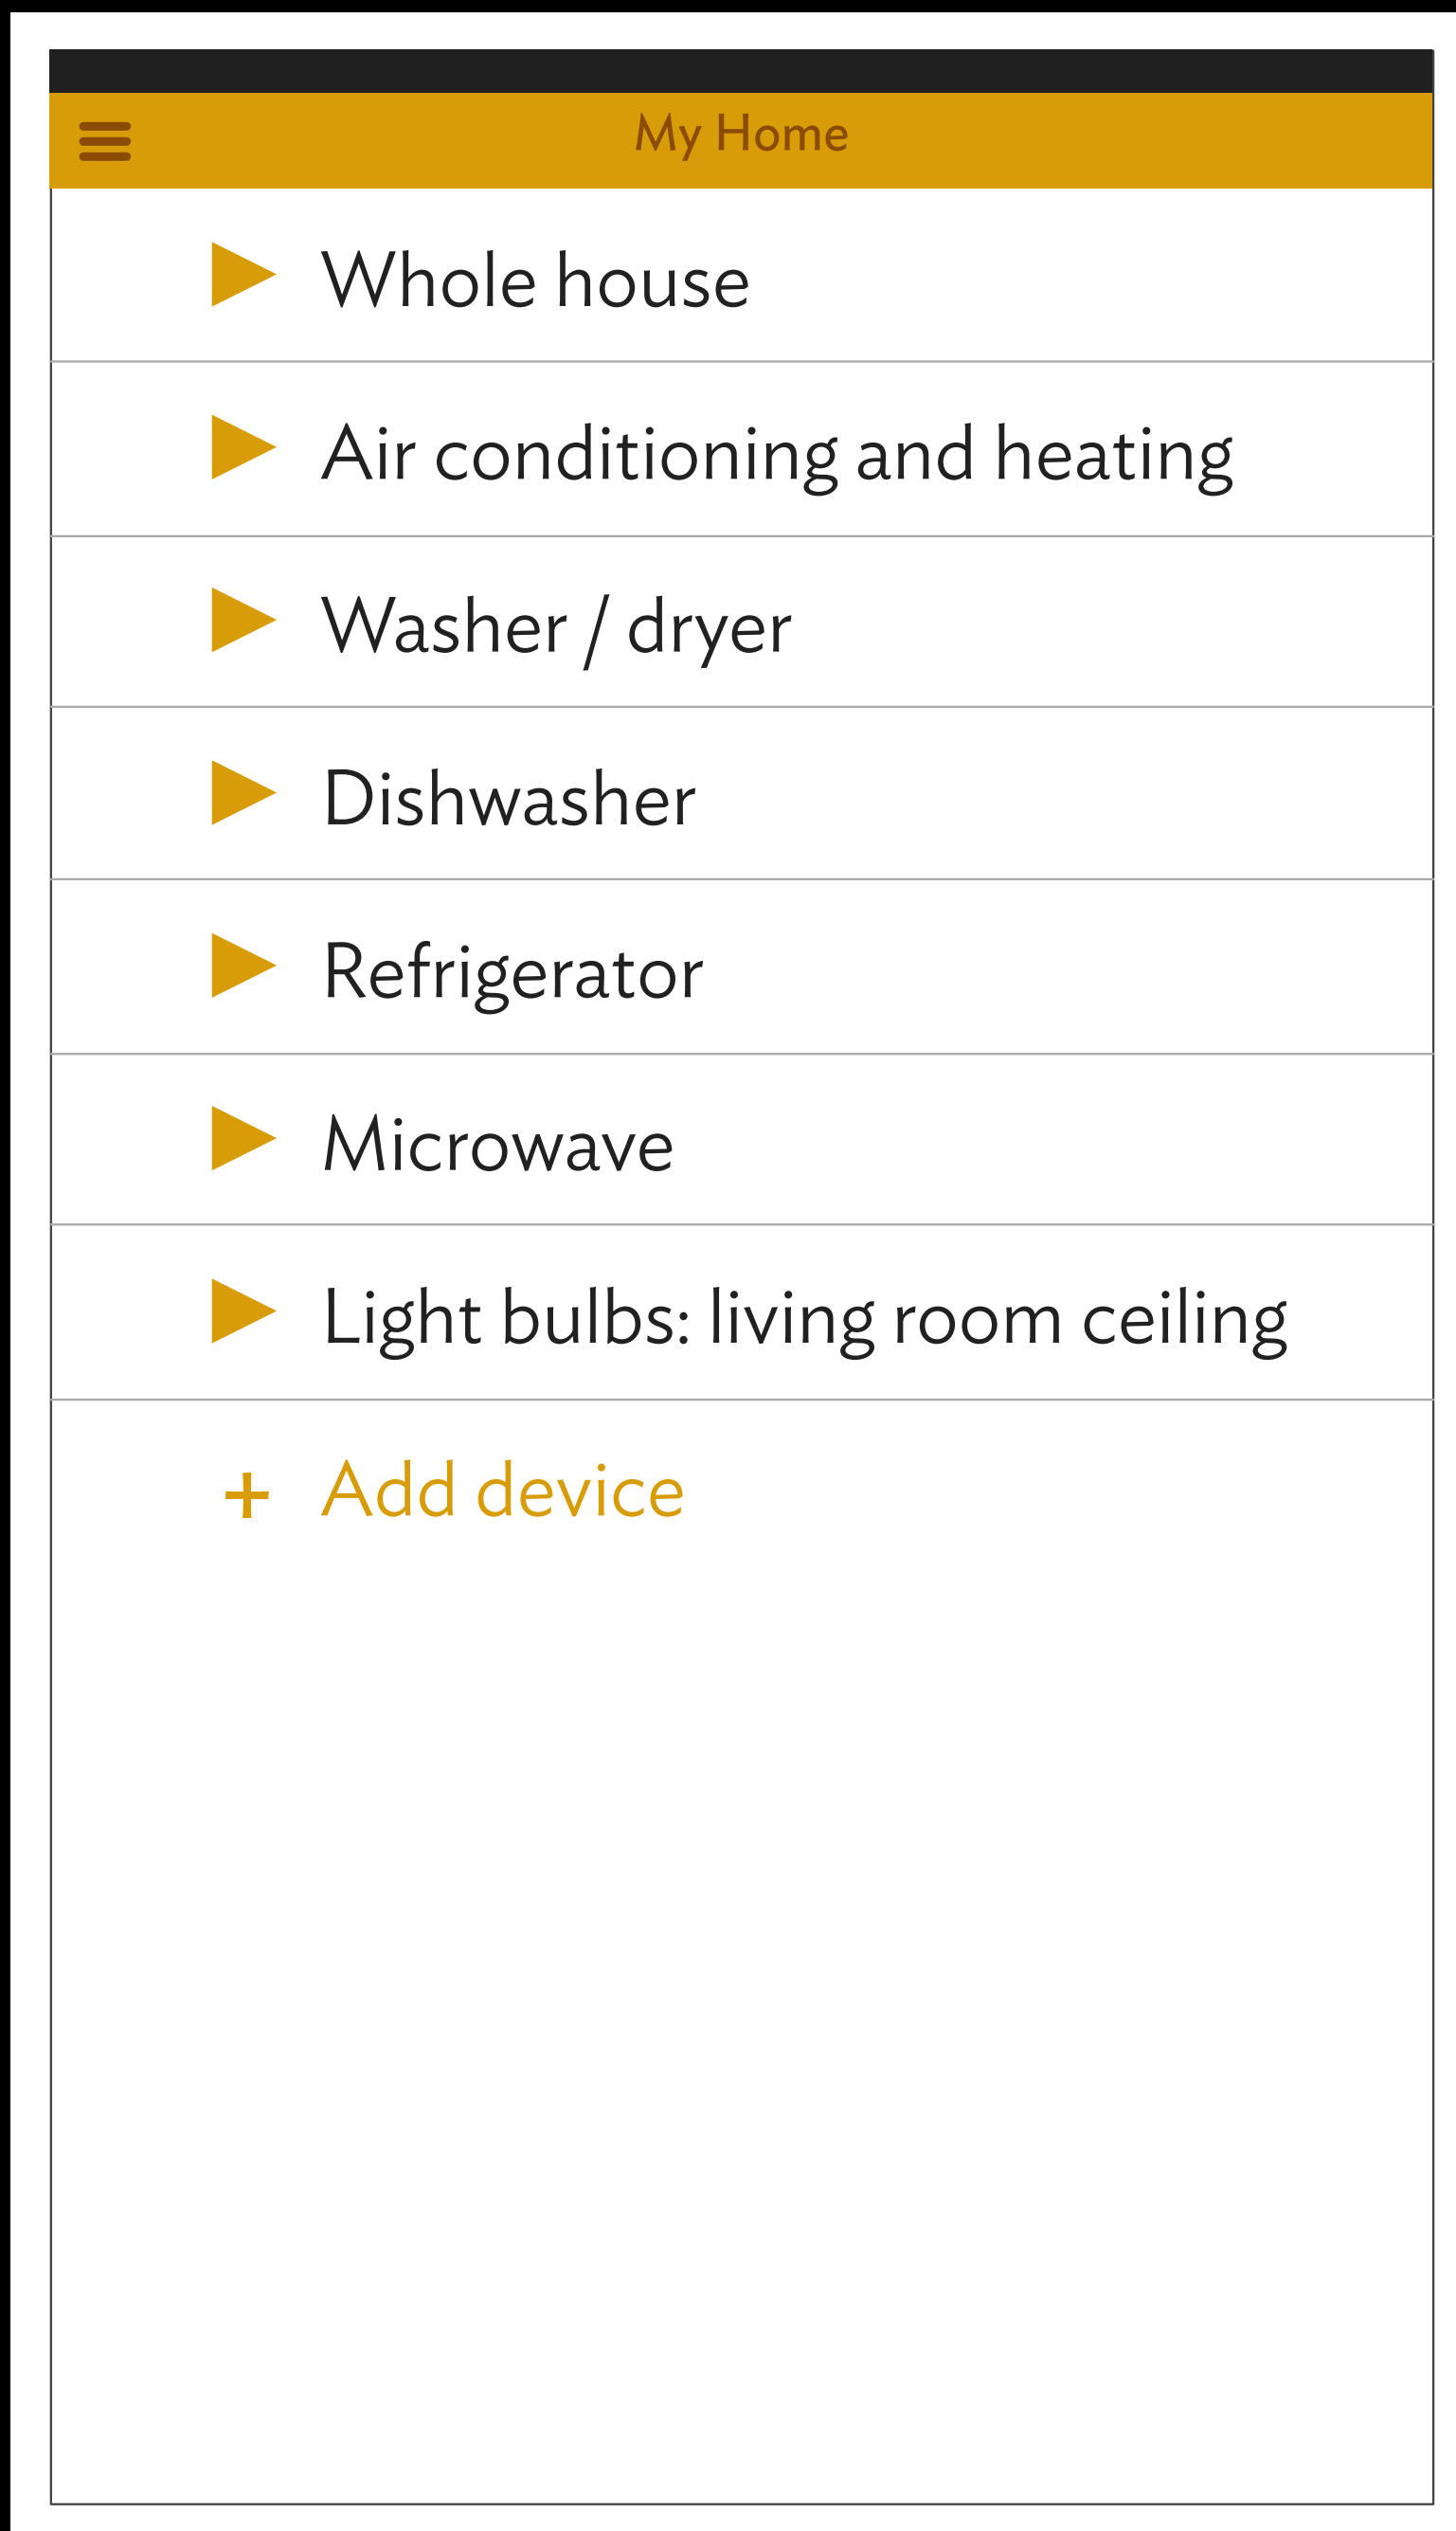 My Home
Whole house
Air conditioning and heating
Washer / dryer
Dishwasher
Refrigerator
Microwave
Light bulbs: living room ceiling
+ Add device